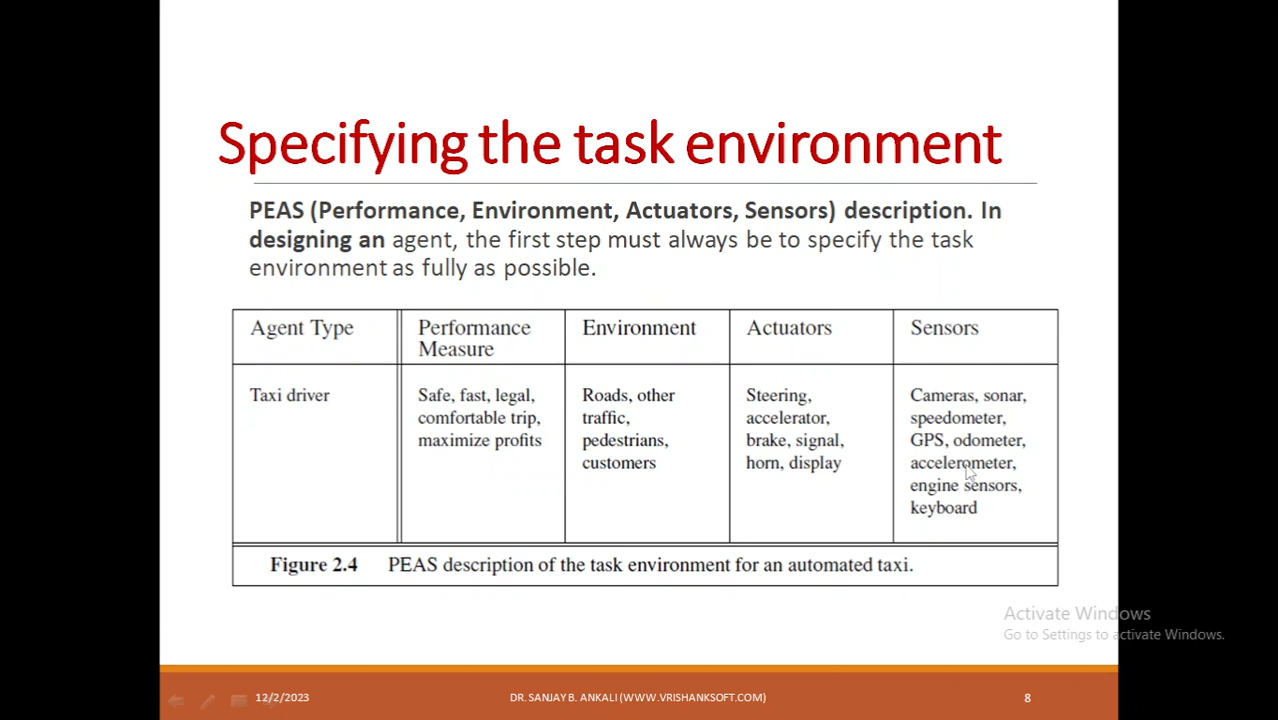 Specifying the task environment
PEAS (Performance, Environment, Actuators, Sensors) description. In
designing an agent, the first step must always be to specify the task
environment as fully as possible.
Agent Type
Performance
Measure
Environment
Actuators
Sensors
Taxi driver
Safe, fast, legal,
comfortable trip,
maximize profits
Roads, other
traffic,
pedestrians,
customers
Steering,
accelerator,
brake, signal,
horn, display
Cameras, sonar,
speedometer,
GPS, odometer,
accelerometer,
engine sensors,
keyboard
Figure 2.4 PEAS description of the task environment for an automated taxi.
Activate Windows
Go to Settings to activate Windows.
12/2/2023
DR. SANJAY B. ANKALI (WWW.VRISHANKSOFT.COM)
8